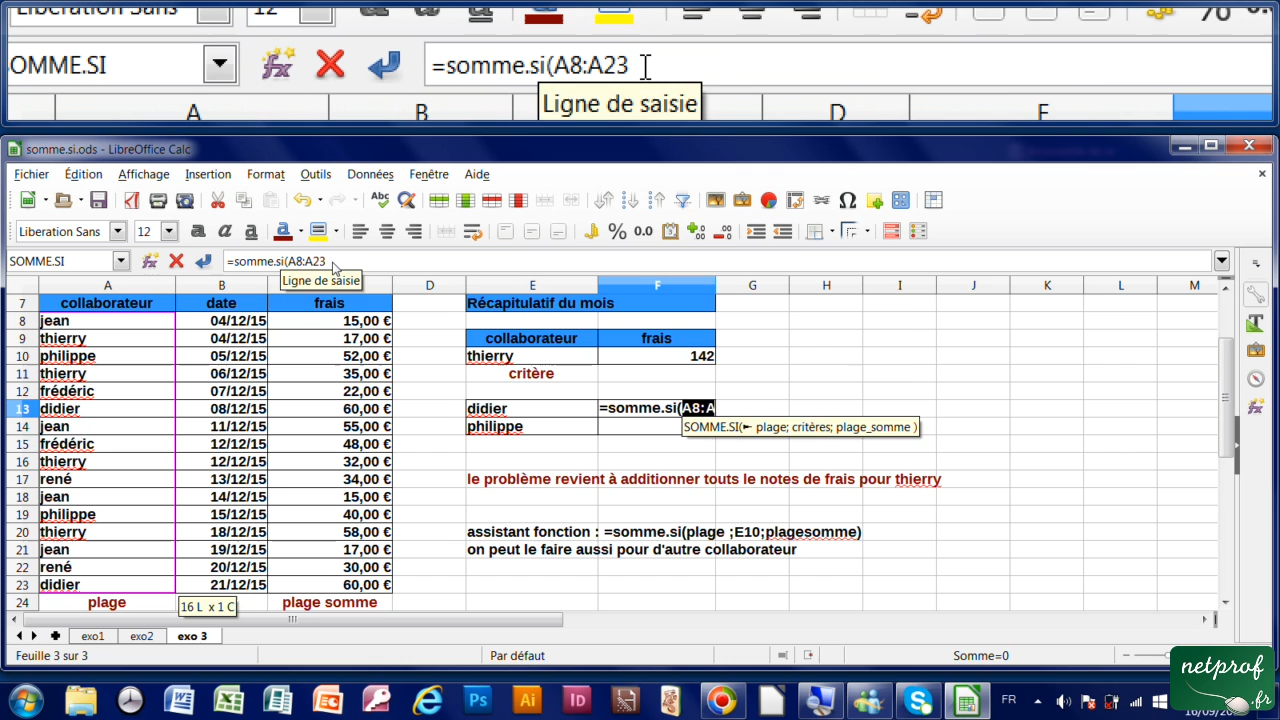 Liberation Sans 12 %
OMME.SI =somme.si(A8:A23
Ligne de saisie
A B D E
somme.si.ods - LibreOffice Calc
Fichier Édition Affichage Insertion Format Outils Données Fenêtre Aide
Liberation Sans 12 a a a a % 0.0
SOMME.SI =somme.si(A8:A23
Ligne de saisie
A B D E F G H I J K L M
7 collaborateur date frais Récapitulatif du mois
8 jean 04/12/15 15,00 €
9 thierry 04/12/15 17,00 € collaborateur frais
10 philippe 05/12/15 52,00 € thierry 142
11 thierry 06/12/15 35,00 € critère
12 frédéric 07/12/15 22,00 €
13 didier 08/12/15 60,00 € didier =somme.si(A8:A
14 jean 11/12/15 55,00 € philippe SOMME.SI( plage; critères; plage_somme )
15 frédéric 12/12/15 48,00 €
16 thierry 12/12/15 32,00 €
17 rené 13/12/15 34,00 € le problème revient à additionner touts le notes de frais pour thierry
18 jean 14/12/15 15,00 €
19 philippe 15/12/15 40,00 €
20 thierry 18/12/15 58,00 € assistant fonction : =somme.si(plage ;E10;plagesomme)
21 jean 19/12/15 17,00 € on peut le faire aussi pour d'autre collaborateur
22 rené 20/12/15 30,00 €
23 didier 21/12/15 60,00 €
24 plage 16 L x 1 C plage somme
exo1 exo2 exo 3
Feuille 3 sur 3 Par défaut Somme=0
netprof
.fr
Ps Ai Id FR